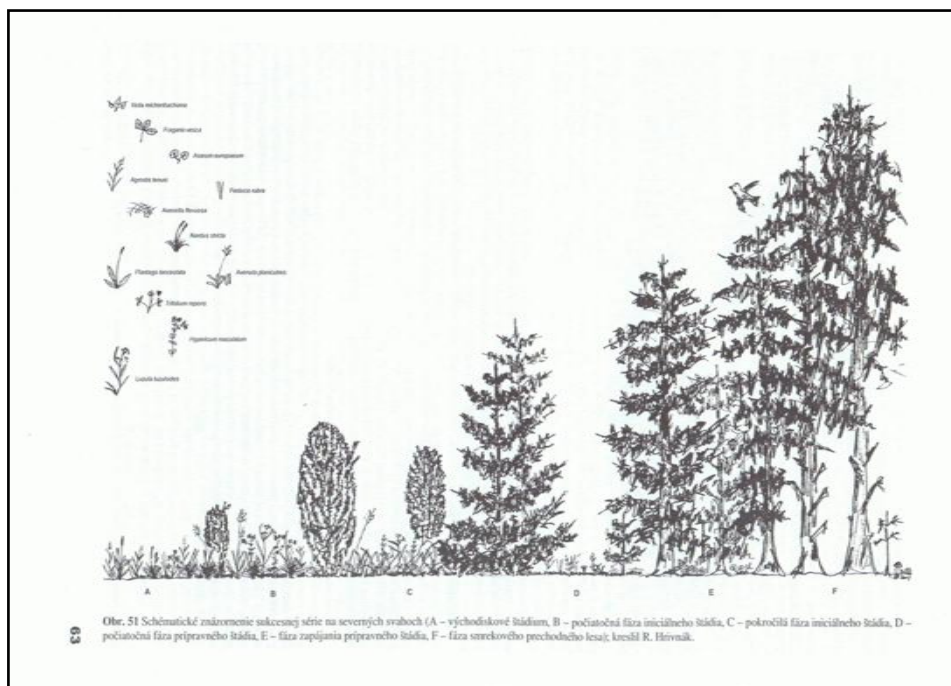 Viola reichenbachiana
Fragaria vesca
Asarum europaeum
Agrostis tenuis
Festuca rubra
Avenella flexuosa
Nardus stricta
Plantago lanceolata
Avenula planiculmis
Trifolium repens
Hypericum maculatum
Luzula luzuloides
A B C D E F
Obr. 51 Schématické znázornenie sukcesnej série na severných svahoch (A – východiskové štádium, B – počiatočná fáza iniciálneho štádia, C – pokročilá fáza iniciálneho štádia, D –
počiatočná fáza prípravného štádia, E – fáza zapájania prípravného štádia, F – fáza smrekového prechodného lesa); kreslil R. Hrivnák.
63